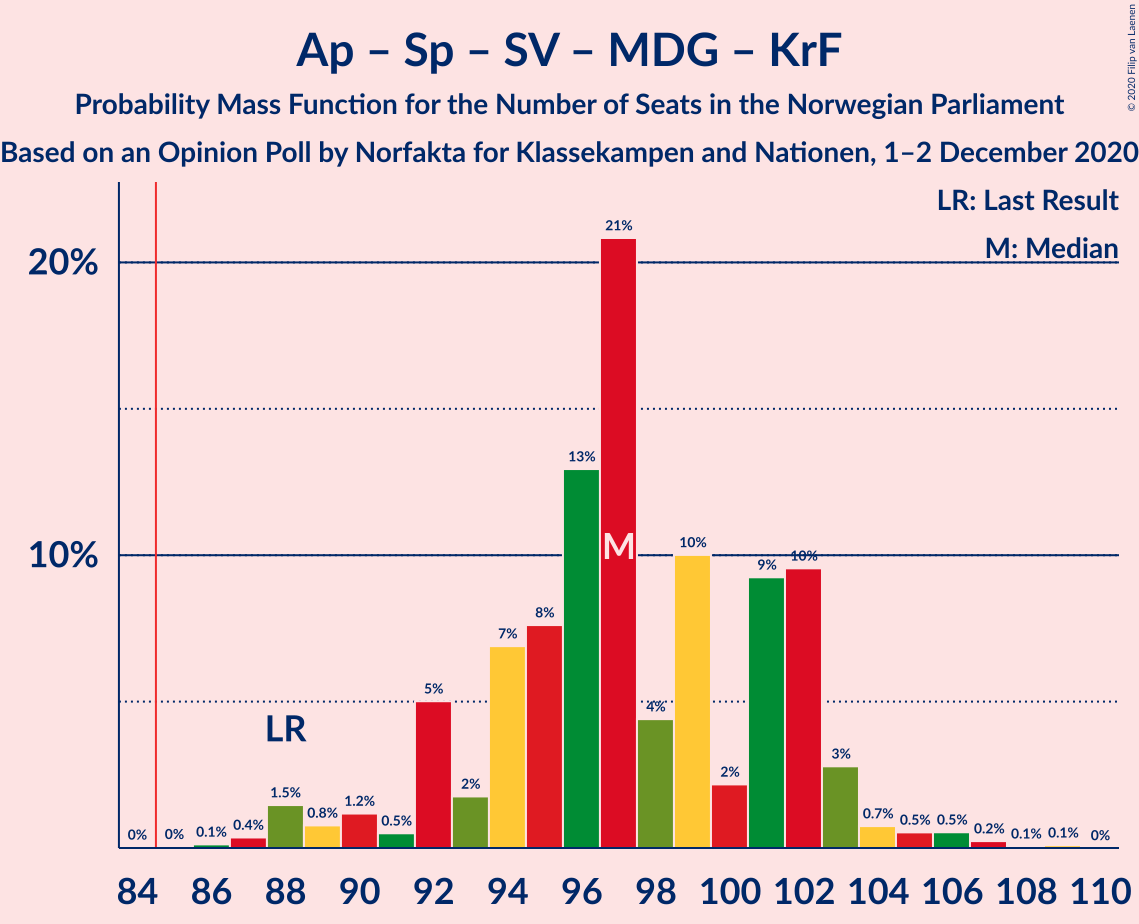 Ap – Sp – SV – MDG – KrF
Probability Mass Function for the Number of Seats in the Norwegian Parliament
Based on an Opinion Poll by Norfakta for Klassekampen and Nationen, 1–2 December 2020
© 2020 Filip van Laenen
LR: Last Result
M: Median
20%
10%
LR
M
0% 0% 0.1% 0.4% 1.5% 0.8% 1.2% 0.5% 5% 2% 7% 8% 13% 21% 4% 10% 2% 9% 10% 3% 0.7% 0.5% 0.5% 0.2% 0.1% 0.1% 0%
84 86 88 90 92 94 96 98 100 102 104 106 108 110